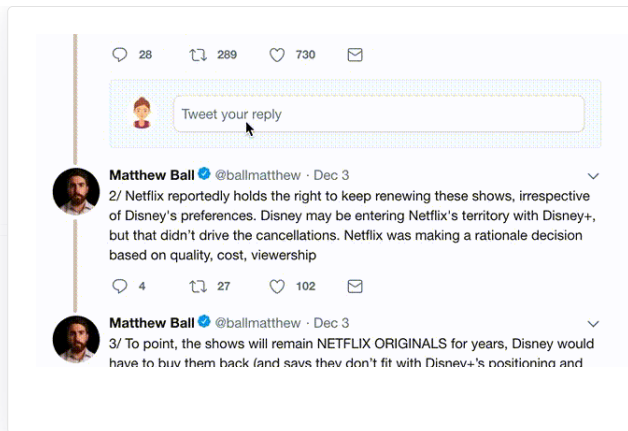 28 289 730
Tweet your reply
Matthew Ball @ballmatthew · Dec 3
2/ Netflix reportedly holds the right to keep renewing these shows, irrespective
of Disney's preferences. Disney may be entering Netflix's territory with Disney+,
but that didn't drive the cancellations. Netflix was making a rationale decision
based on quality, cost, viewership
4 27 102
Matthew Ball @ballmatthew · Dec 3
3/ To point, the shows will remain NETFLIX ORIGINALS for years, Disney would
have to buy them back (and says they don't fit with Disney+'s positioning and